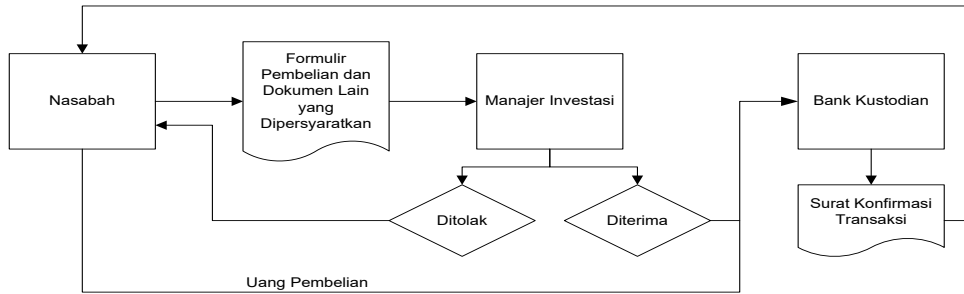 Nasabah
Formulir
Pembelian dan
Dokumen Lain
yang
Dipersyaratkan
Manajer Investasi
Bank Kustodian
Ditolak
Diterima
Surat Konfirmasi
Transaksi
Uang Pembelian